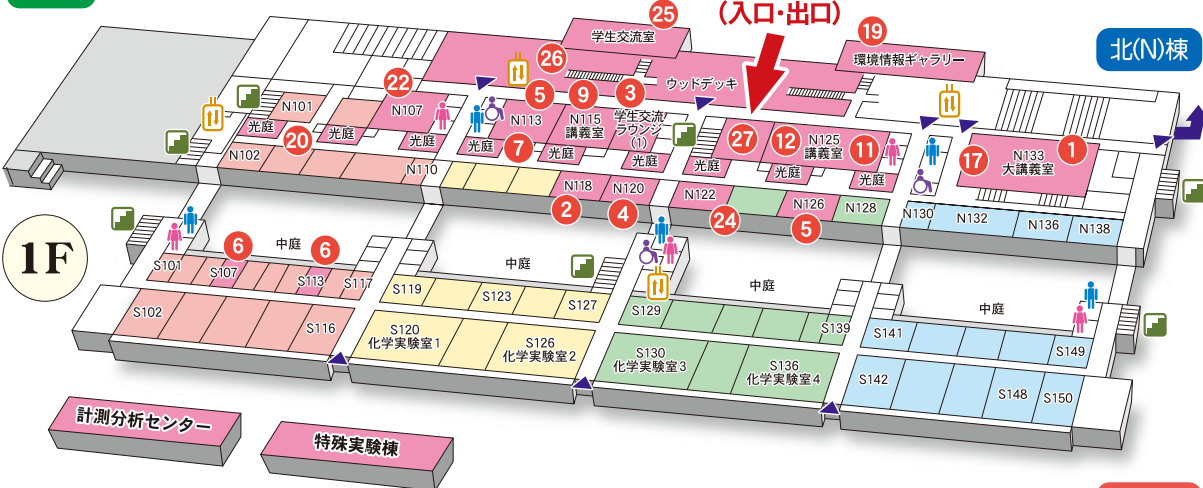 (入口・出口)
25
学生交流室
19
環境情報ギャラリー
北(N)棟
26
ウッドデッキ
22
N101
N107
5
9
3
N113
N115
講義室
学生交流
ラウンジ
(1)
27
12
N125
講義室
11
17
N133
大講義室
1
光庭
20
光庭
光庭
光庭
7
光庭
光庭
光庭
光庭
光庭
N102
N110
N118
N120
N122
N126
N128
N130
N132
N136
N138
2
4
24
5
1F
6
6
中庭
中庭
中庭
中庭
S101
S107
S113
S117
S119
S123
S127
S129
S139
S141
S149
S102
S116
S120
化学実験室1
S126
化学実験室2
S130
化学実験室3
S136
化学実験室4
S142
S148
S150
計測分析センター
特殊実験棟